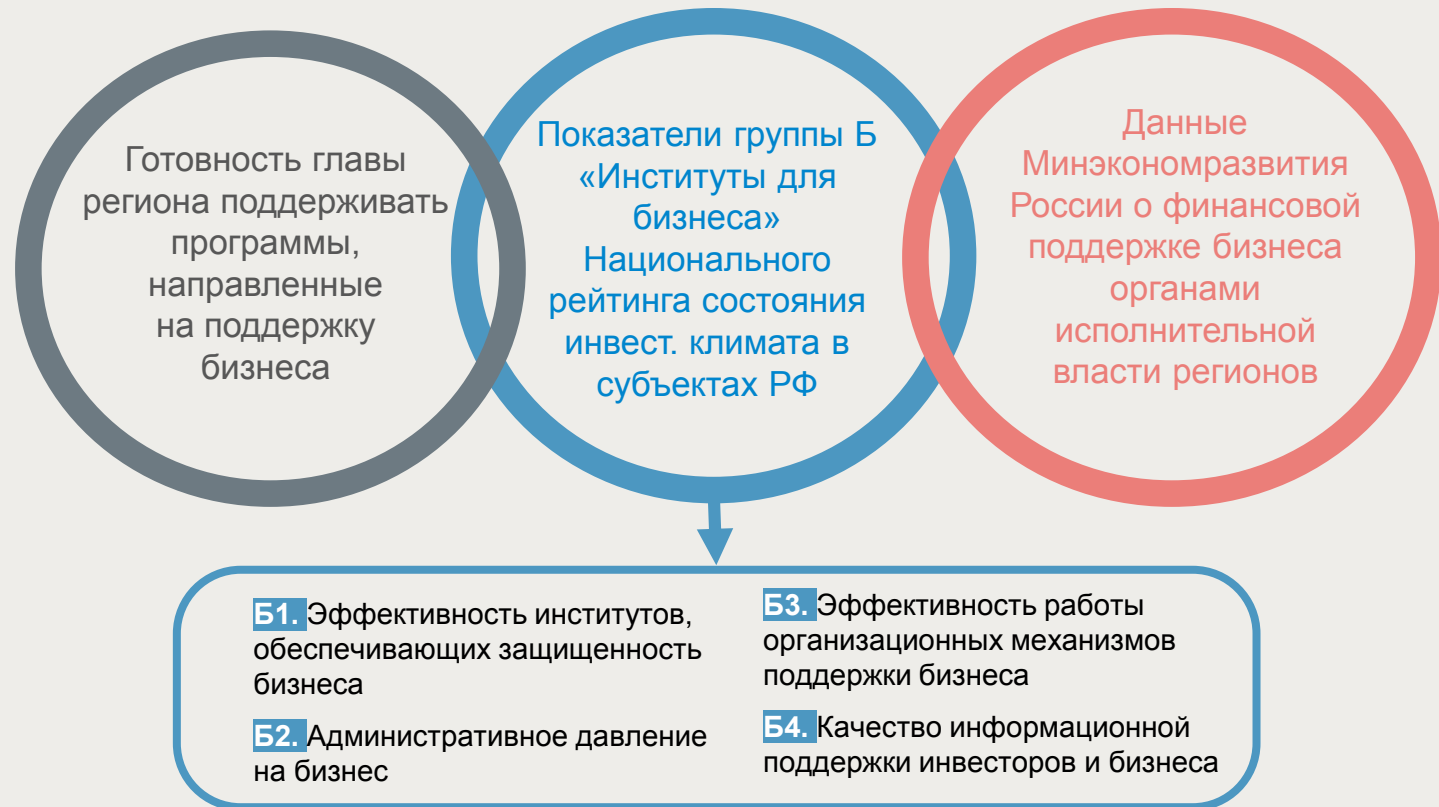 Готовность главы
региона поддерживать
программы,
направленные
на поддержку
бизнеса
Показатели группы Б
«Институты для
бизнеса»
Национального
рейтинга состояния
инвест. климата в
субъектах РФ
Данные
Минэкономразвития
России о финансовой
поддержке бизнеса
органами
исполнительной
власти регионов
Б1. Эффективность институтов,
обеспечивающих защищенность
бизнеса
Б2. Административное давление
на бизнес
Б3. Эффективность работы
организационных механизмов
поддержки бизнеса
Б4. Качество информационной
поддержки инвесторов и бизнеса